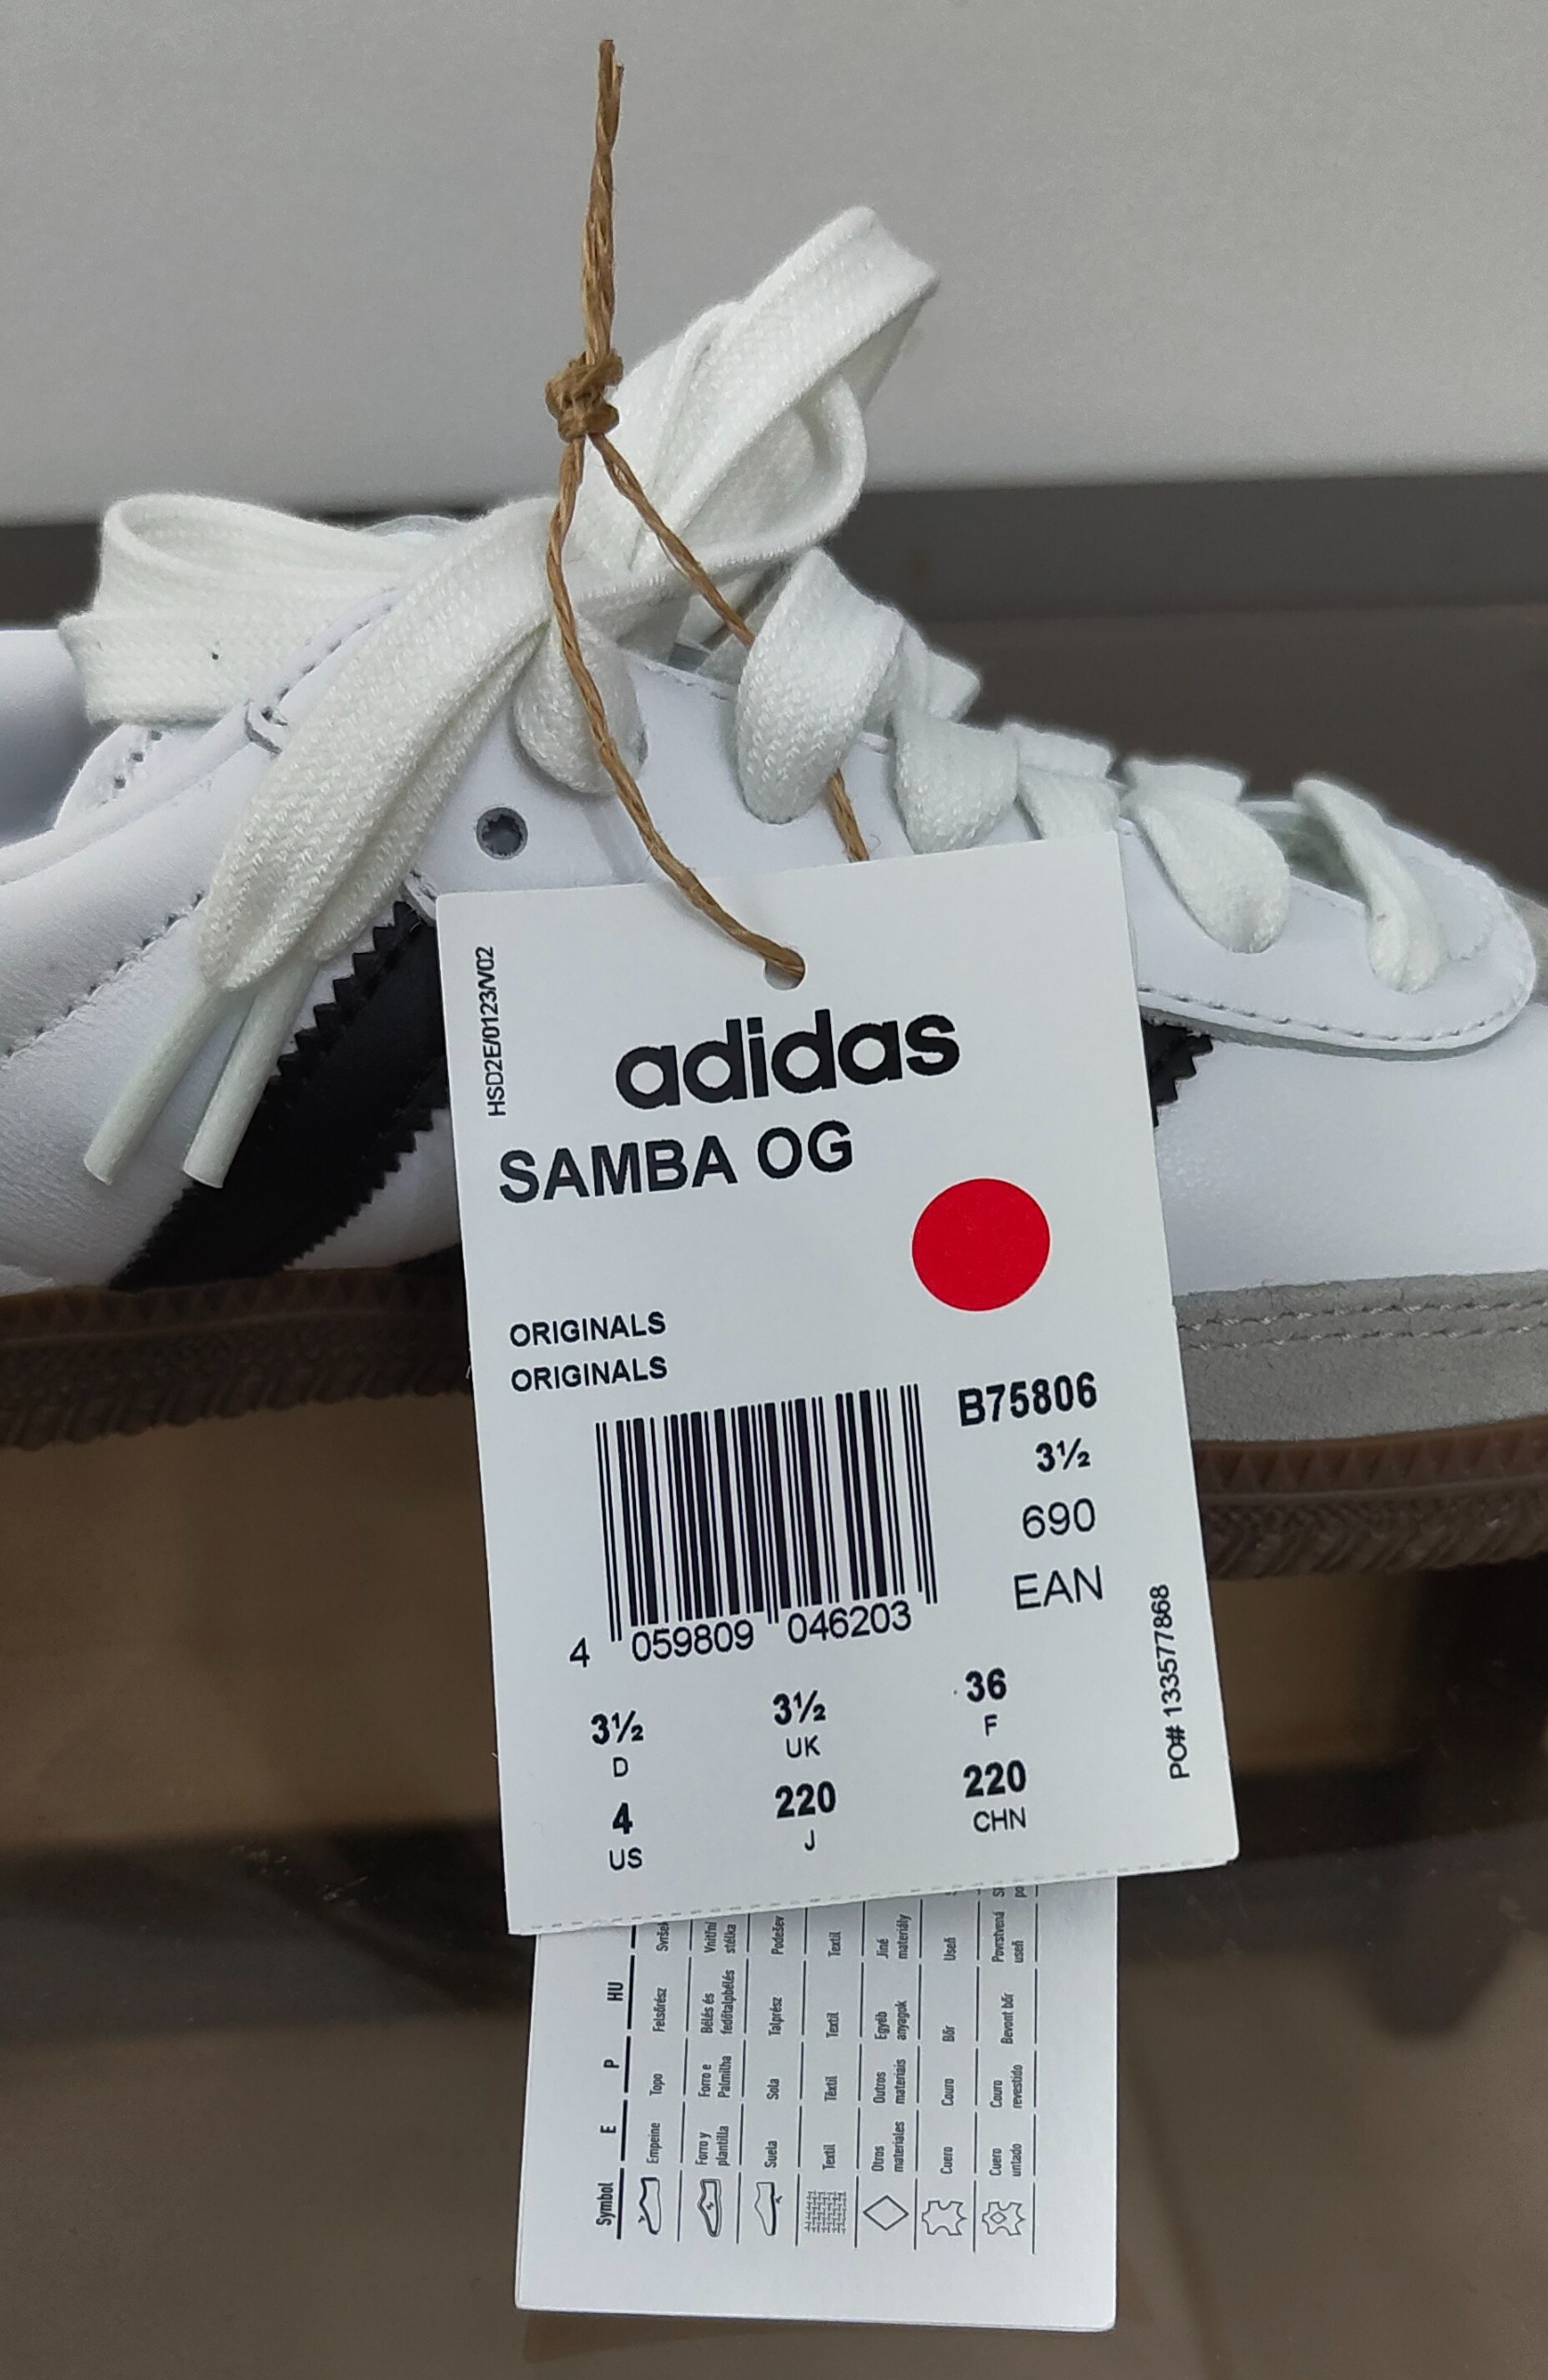 HSD2E/0123/V02
adidas
SAMBA OG
ORIGINALS
ORIGINALS
B75806
3½
690
EAN
4 059809 046203
3½ 3½ 36
D UK F
4 220 220
US J CHN
PO# 133577868
Symbol E P HU
Empeine Topo Felsőrész
Forro y plantilla Forro e Palmilha Bélés és fedőtalpbélés Vnitřní stélka
Suela Sola Talprész Podešev
Textil Têxtil Textil Textil
Otros materiales Outros materiais Egyéb anyagok Jiné materiály
Cuero Couro Bőr Useň
Cuero untado Couro revestido Bevont bőr Povrstvená useň